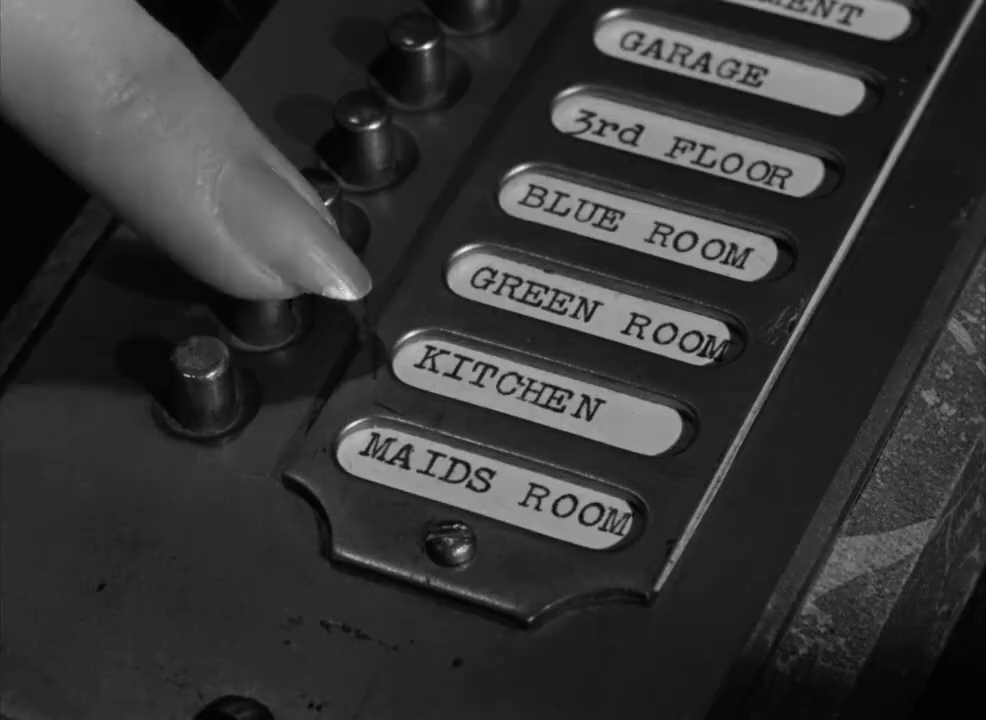 GARAGE
3rd FLOOR
BLUE ROOM
GREEN ROOM
KITCHEN
MAIDS ROOM